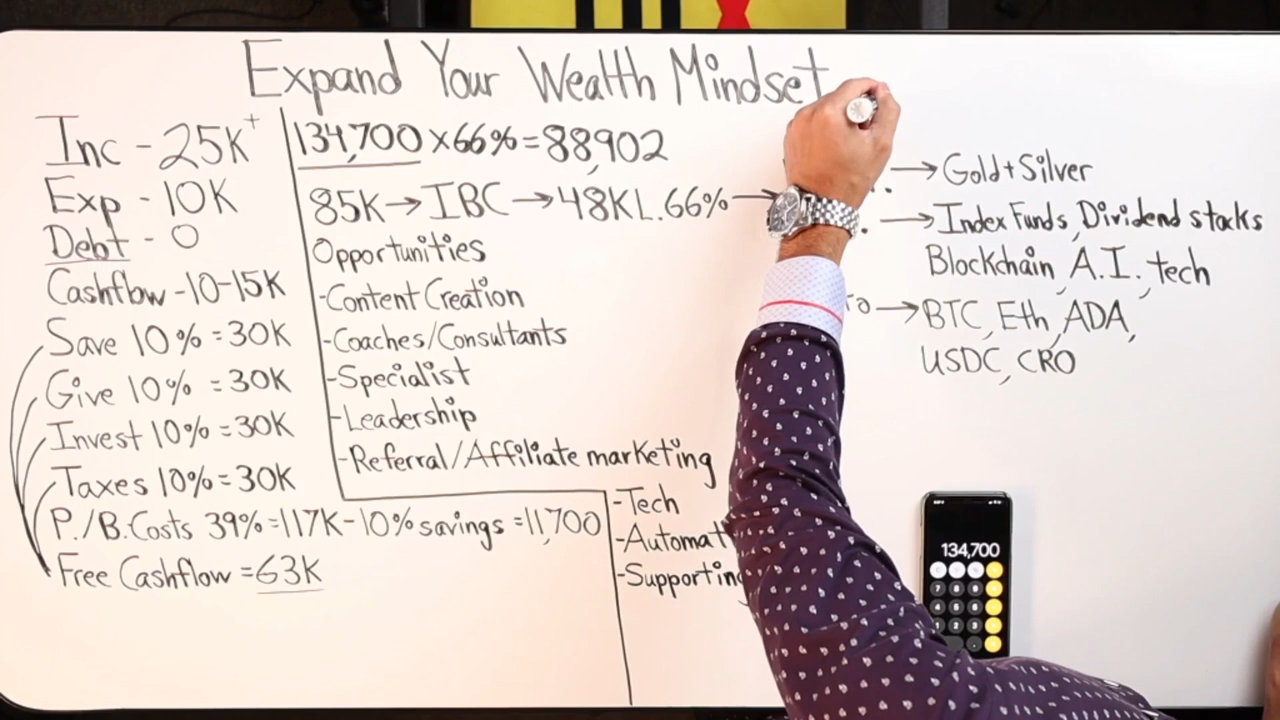 Expand Your Wealth Mindset
Inc - 25K+
Exp - 10K
Debt - 0
Cashflow - 10-15K
Save 10% = 30K
Give 10% = 30K
Invest 10% = 30K
Taxes 10% = 30K
P./B. Costs 39% = 117K - 10% savings = 11,700
Free Cashflow = 63K
134,700 x 66% = 88,902
85K → IBC → 48K L. 66% →
Opportunities
- Content Creation
- Coaches/Consultants
- Specialist
- Leadership
- Referral/Affiliate marketing
- Tech
- Automat
- Supporting
→ Gold + Silver
→ Index Funds, Dividend stocks
Blockchain, A.I., tech
→ BTC, Eth, ADA,
USDC, CRO
134,700